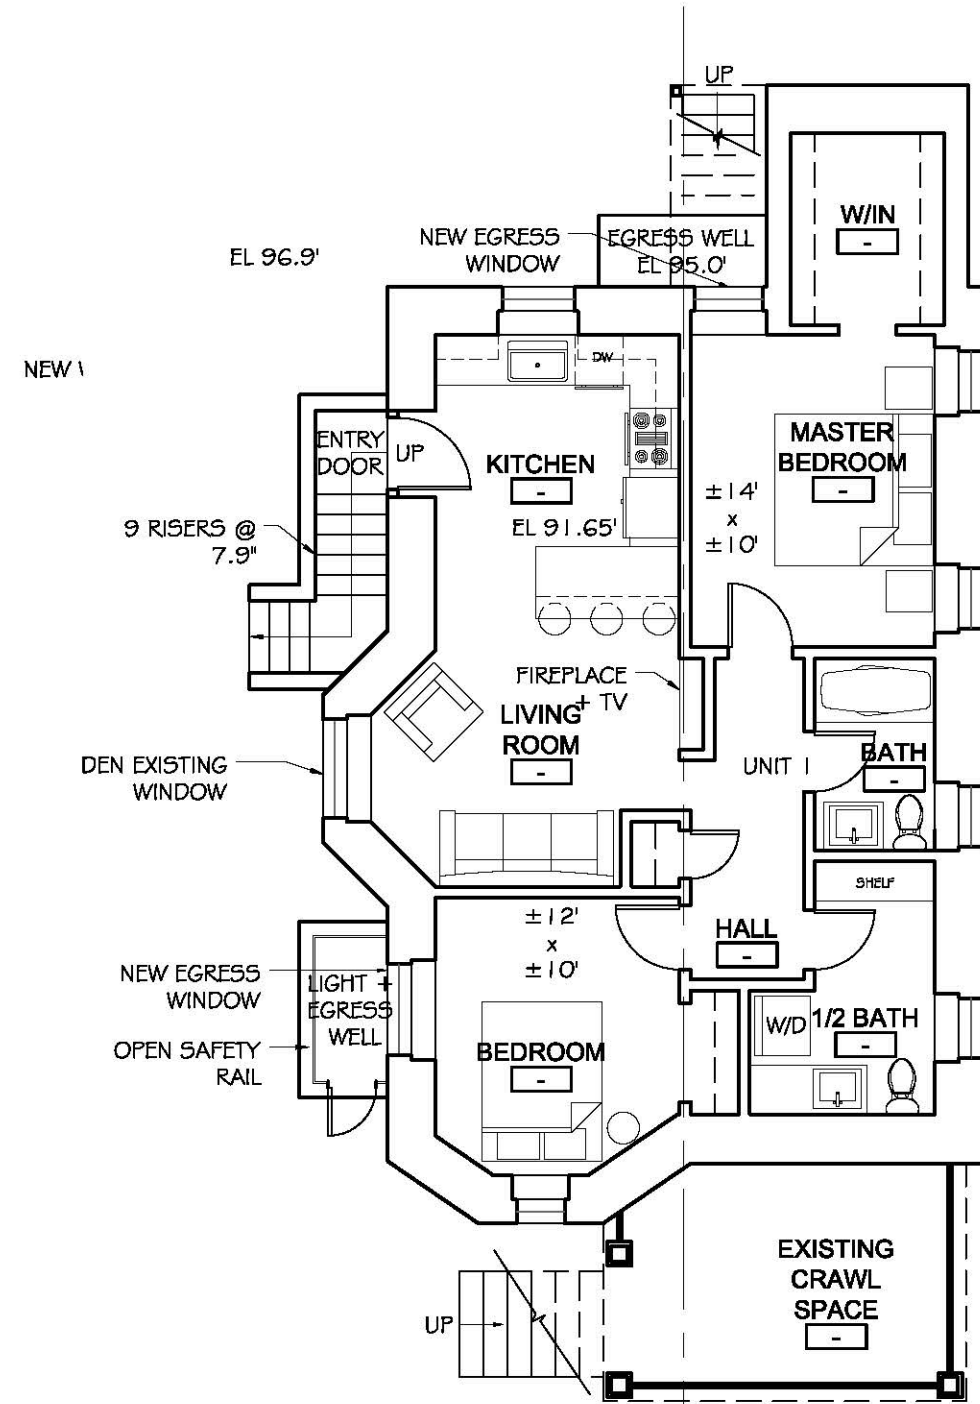 UP
W/IN
-
NEW EGRESS
WINDOW
EGRESS WELL
EL 95.0'
EL 96.9'
DW
ENTRY
DOOR
UP
KITCHEN
-
EL 91.65'
MASTER
BEDROOM
-
±14'
x
±10'
9 RISERS @
7.9"
FIREPLACE
+ TV
LIVING
ROOM
-
DEN EXISTING
WINDOW
UNIT 1
BATH
-
SHELF
±12'
x
±10'
HALL
-
NEW EGRESS
WINDOW
LIGHT +
EGRESS
WELL
OPEN SAFETY
RAIL
BEDROOM
-
W/D
1/2 BATH
-
EXISTING
CRAWL
SPACE
-
UP